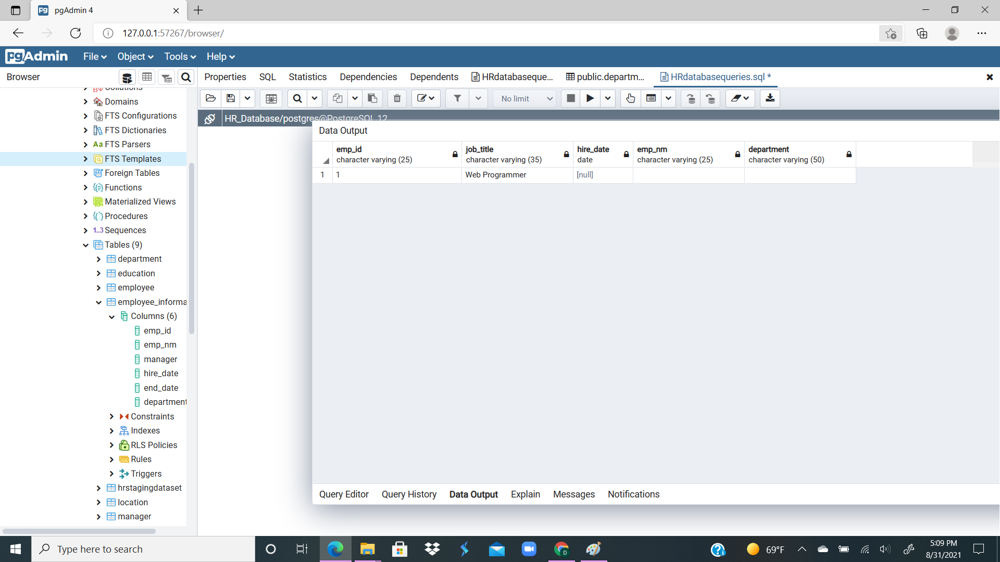 pgAdmin 4
127.0.0.1:57267/browser/
pgAdmin File Object Tools Help
Browser
Properties SQL Statistics Dependencies Dependents HRdatabaseque... public.departm... HRdatabasequeries.sql *
No limit
HR_Database/postgres@PostgreSQL 12
Collations
Domains
FTS Configurations
FTS Dictionaries
Aa FTS Parsers
FTS Templates
Foreign Tables
Functions
Materialized Views
Procedures
1..3 Sequences
Tables (9)
department
education
employee
employee_informa
Columns (6)
emp_id
emp_nm
manager
hire_date
end_date
department
Constraints
Indexes
RLS Policies
Rules
Triggers
hrstagingdataset
location
manager
Data Output
emp_id job_title hire_date emp_nm department
character varying (25) character varying (35) date character varying (25) character varying (50)
1 1 Web Programmer [null]
Query Editor Query History Data Output Explain Messages Notifications
Type here to search
69°F
5:09 PM
8/31/2021